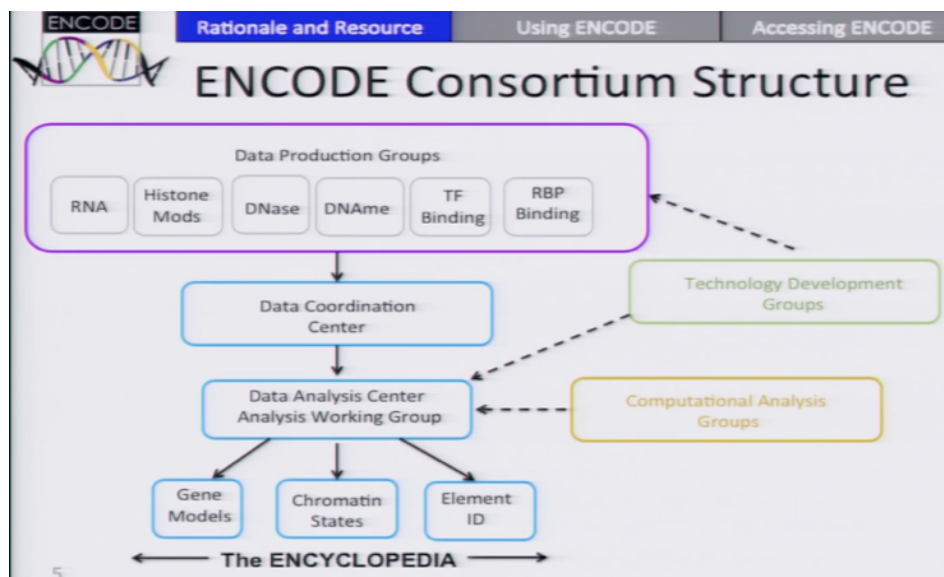 ENCODE
Rationale and Resource
Using ENCODE
Accessing ENCODE
ENCODE Consortium Structure
Data Production Groups
RNA
Histone
Mods
DNase
DNAme
TF
Binding
RBP
Binding
Technology Development
Groups
Data Coordination
Center
Data Analysis Center
Analysis Working Group
Computational Analysis
Groups
Gene
Models
Chromatin
States
Element
ID
The ENCYCLOPEDIA
5